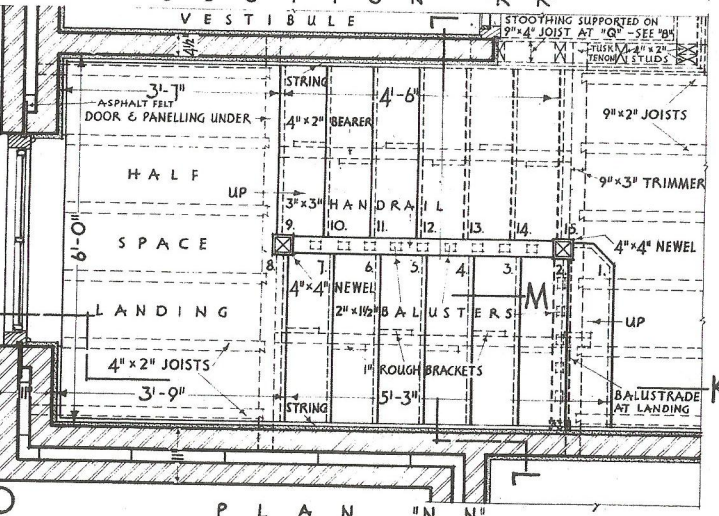 VESTIBULE
STOOTHING SUPPORTED ON
9"×4" JOIST AT "Q" - SEE "B"
4½"
TUSK
TENON
4"×2"
STUDS
3'-7"
STRING
4'-6"
ASPHALT FELT
DOOR & PANELLING UNDER
4"×2" BEARER
9"×2" JOISTS
HALF
UP
3"×3" HANDRAIL
9"×3" TRIMMER
9. 10. 11. 12. 13. 14. 15.
6'-0"
SPACE
4"×4" NEWEL
8. 7. 6. 5. 4. 3. 2. 1.
4"×4" NEWEL
M
LANDING
2"×1½" BALUSTERS
UP
4"×2" JOISTS
1" ROUGH BRACKETS
3'-9"
5'-3"
BALUSTRADE
AT LANDING
STRING
11"
11"
PLAN "N N"